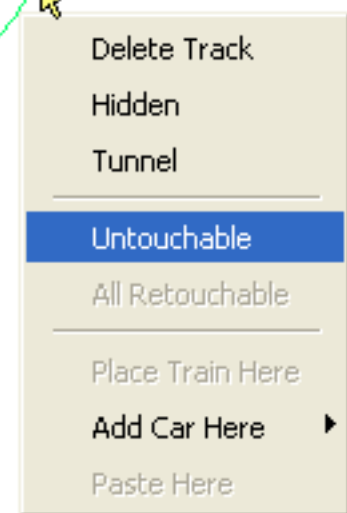 Delete Track
Hidden
Tunnel
Untouchable
All Retouchable
Place Train Here
Add Car Here
Paste Here